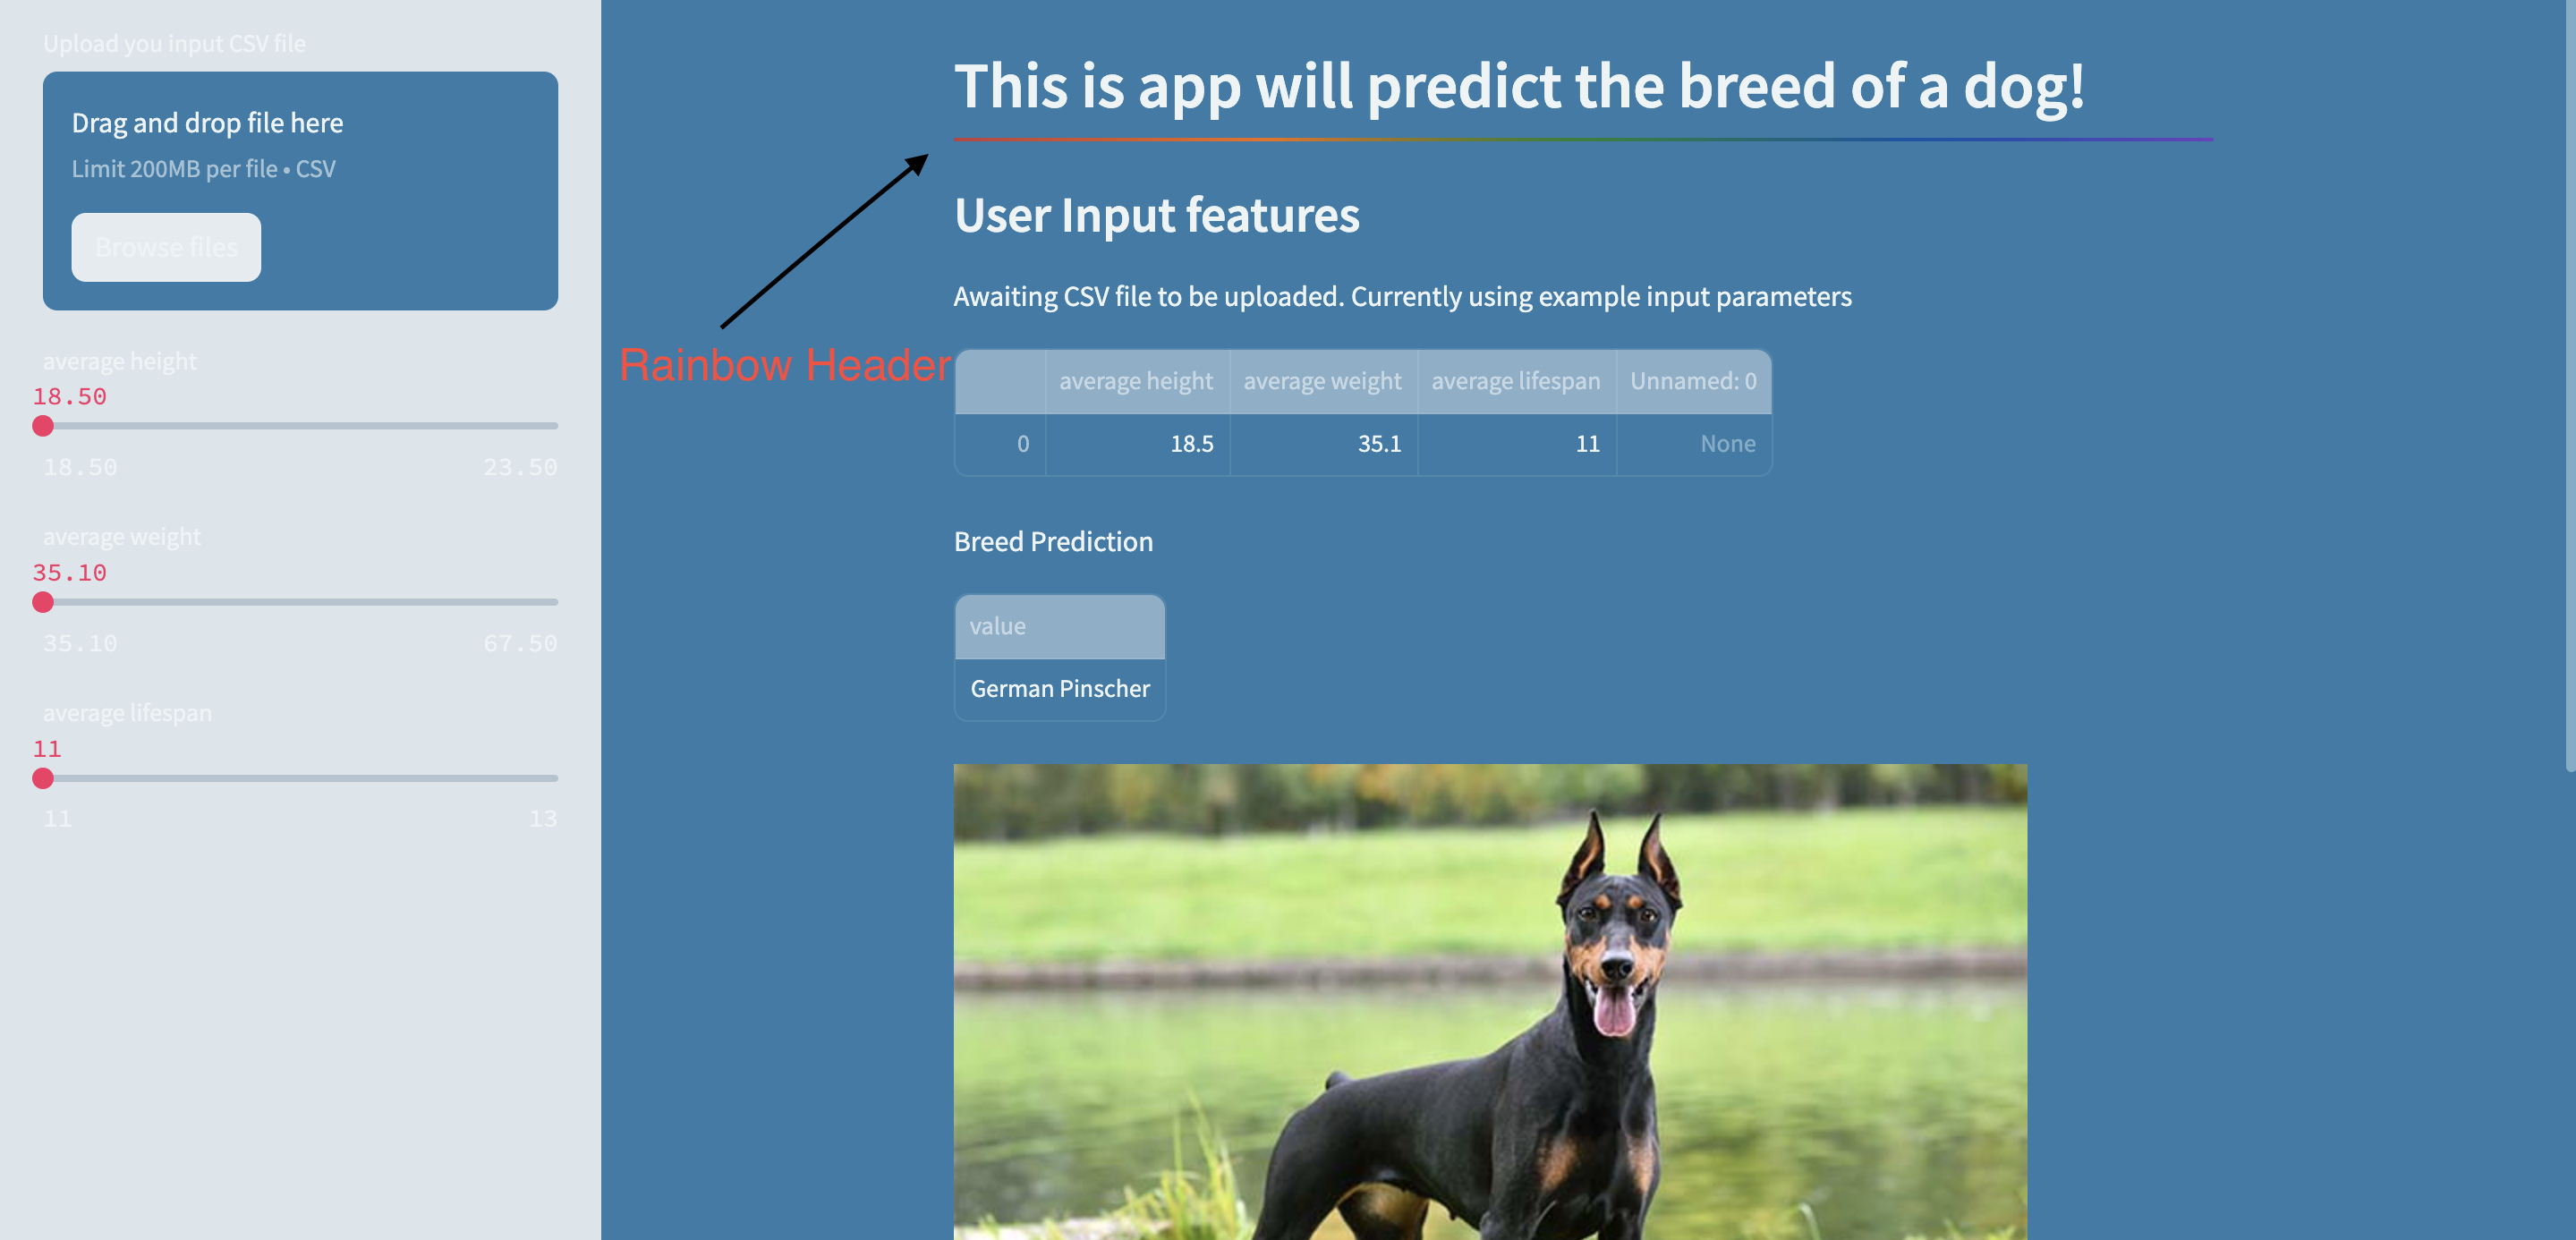 Upload you input CSV file
Drag and drop file here
Limit 200MB per file • CSV
Browse files
average height
18.50
18.50 23.50
average weight
35.10
35.10 67.50
average lifespan
11
11 13
This is app will predict the breed of a dog!
Rainbow Header
User Input features
Awaiting CSV file to be uploaded. Currently using example input parameters
average height average weight average lifespan Unnamed: 0
0 18.5 35.1 11 None
Breed Prediction
value
German Pinscher